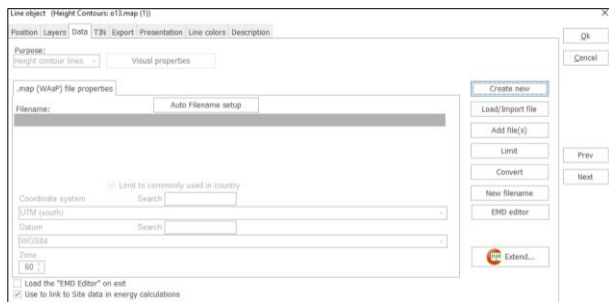 Line object (Height Contours: o13.map (1))
Position Layers Data TIN Export Presentation Line colors Description
Ok
Purpose:
Height contour lines
Visual properties
Cancel
.map (WAsP) file properties
Create new
Filename:
Auto Filename setup
Load/Import file
Add file(s)
Limit
Prev
Convert
Next
Limit to commonly used in country
New filename
Coordinate system
Search
UTM (south)
EMD editor
Datum
Search
WGS84
Zone
60
Extend...
Load the "EMD Editor" on exit
Use to link to Site data in energy calculations